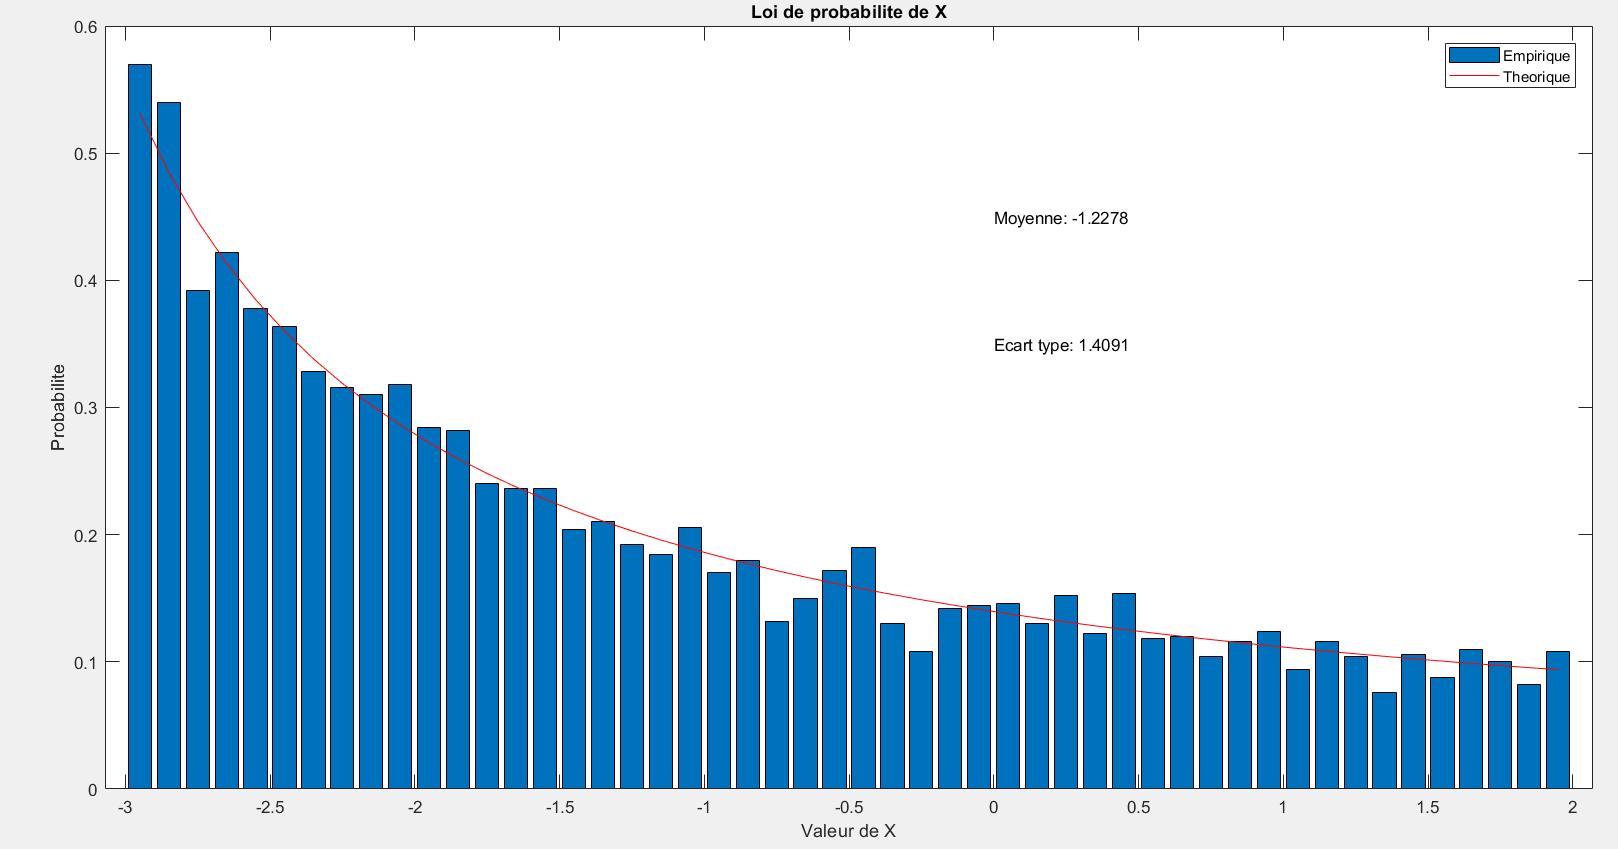 Loi de probabilite de X
Empirique
Theorique
Moyenne: -1.2278
Ecart type: 1.4091
Probabilite
0.6
0.5
0.4
0.3
0.2
0.1
0
-3 -2.5 -2 -1.5 -1 -0.5 0 0.5 1 1.5 2
Valeur de X